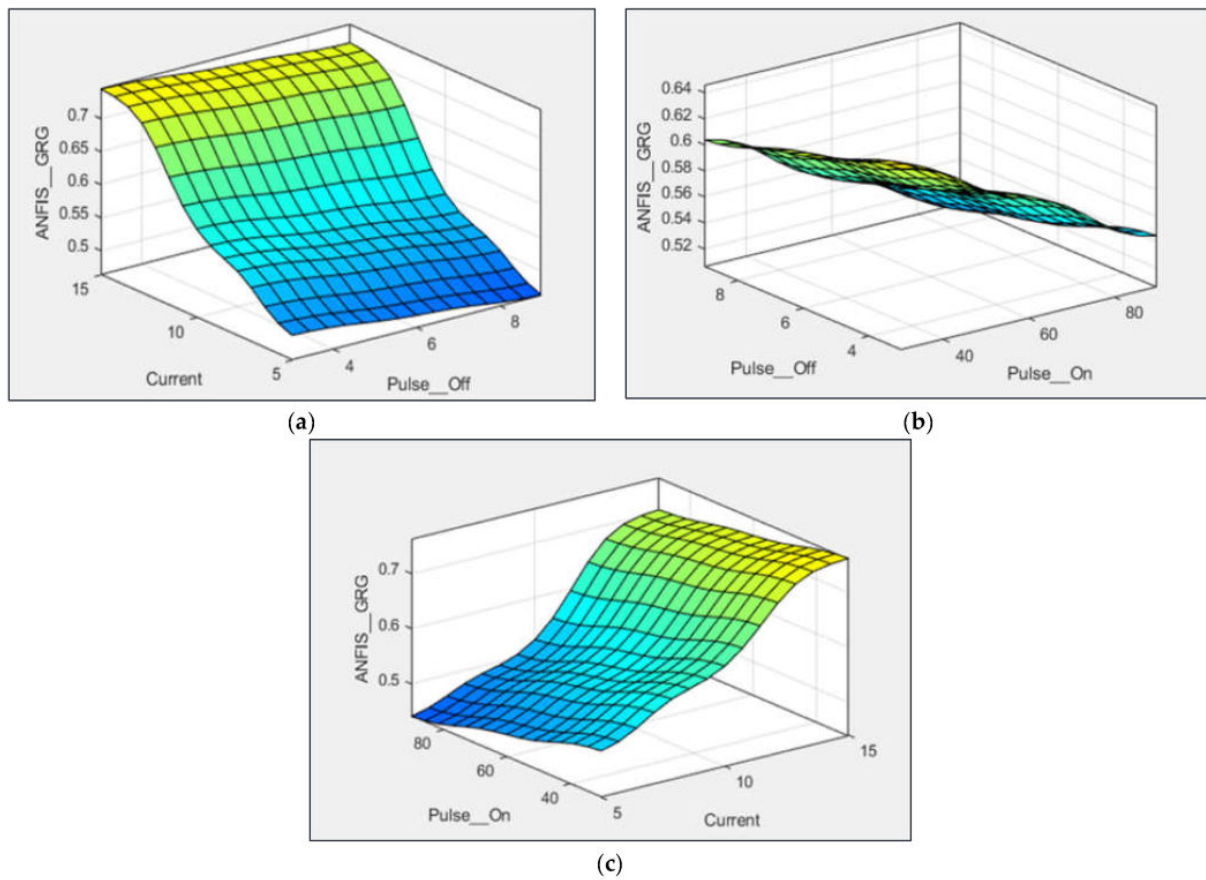 ANFIS__GRG
0.7
0.65
0.6
0.55
0.5
15
10
5
Current
4
6
8
Pulse__Off
(a)
ANFIS__GRG
0.64
0.62
0.6
0.58
0.56
0.54
0.52
8
6
4
Pulse__Off
40
60
80
Pulse__On
(b)
ANFIS__GRG
0.7
0.6
0.5
80
60
40
Pulse__On
5
10
15
Current
(c)